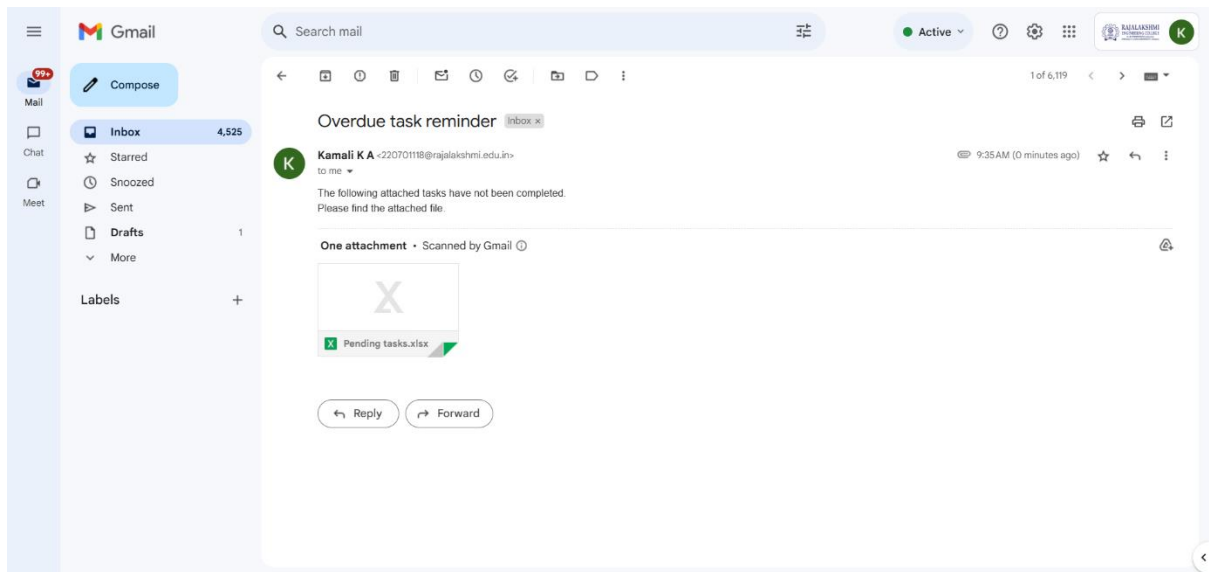 Gmail
Search mail
Active
RAJALAKSHMI
K
99+
Mail
Compose
1 of 6,119
Chat
Meet
Inbox 4,525
Starred
Snoozed
Sent
Drafts 1
More
Labels
Overdue task reminder Inbox ×
K
Kamali K A <220701118@rajalakshmi.edu.in> 9:35 AM (0 minutes ago)
to me
The following attached tasks have not been completed.
Please find the attached file.
One attachment • Scanned by Gmail
X
X Pending tasks.xlsx
Reply Forward